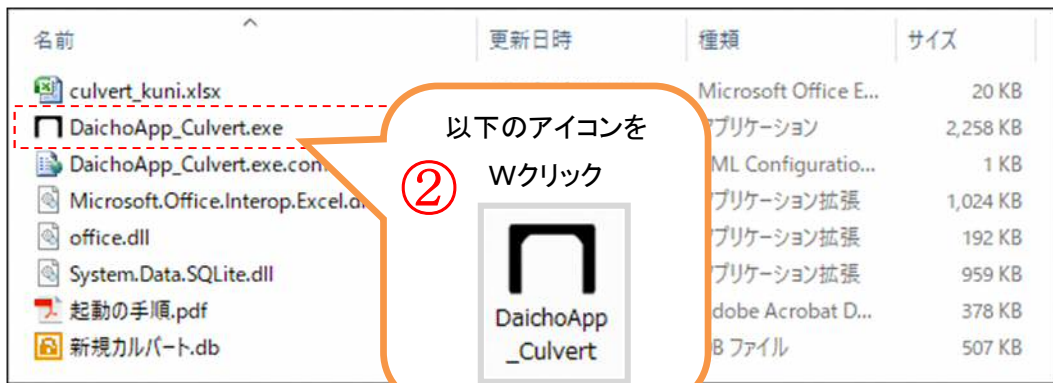 名前 更新日時 種類 サイズ
culvert_kuni.xlsx Microsoft Office E... 20 KB
DaichoApp_Culvert.exe アプリケーション 2,258 KB
DaichoApp_Culvert.exe.con ML Configuratio... 1 KB
Microsoft.Office.Interop.Excel.d アプリケーション拡張 1,024 KB
office.dll アプリケーション拡張 192 KB
System.Data.SQLite.dll アプリケーション拡張 959 KB
起動の手順.pdf dobe Acrobat D... 378 KB
新規カルバート.db B ファイル 507 KB
②
以下のアイコンを
Wクリック
DaichoApp
_Culvert